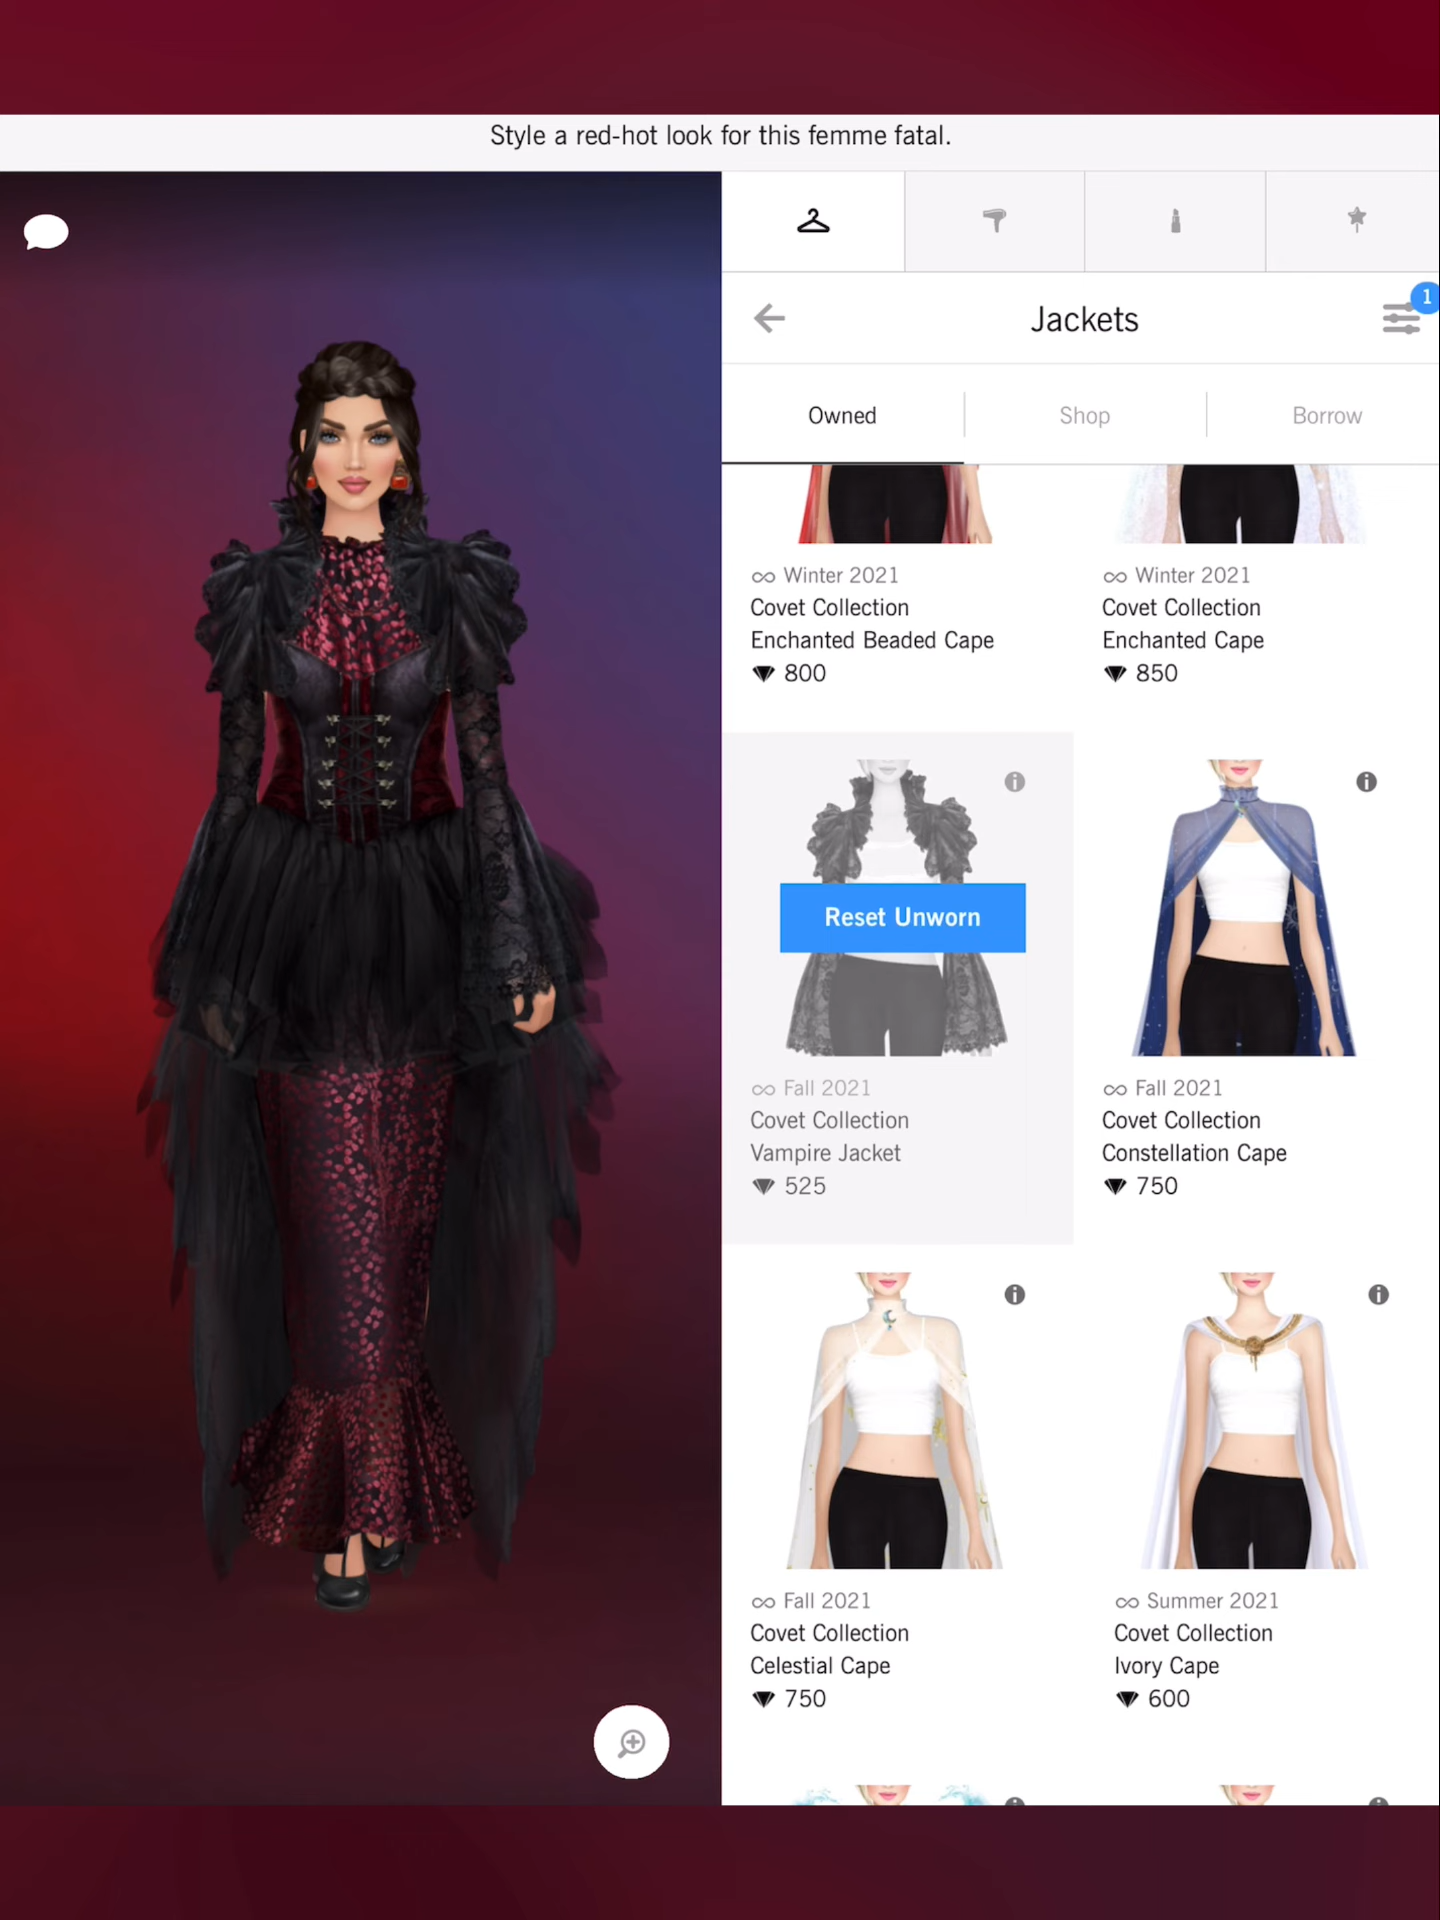 Style a red-hot look for this femme fatal.
Jackets
1
Owned
Shop
Borrow
Winter 2021
Covet Collection
Enchanted Beaded Cape
800
Winter 2021
Covet Collection
Enchanted Cape
850
Reset Unworn
Fall 2021
Covet Collection
Vampire Jacket
525
Fall 2021
Covet Collection
Constellation Cape
750
Fall 2021
Covet Collection
Celestial Cape
750
Summer 2021
Covet Collection
Ivory Cape
600